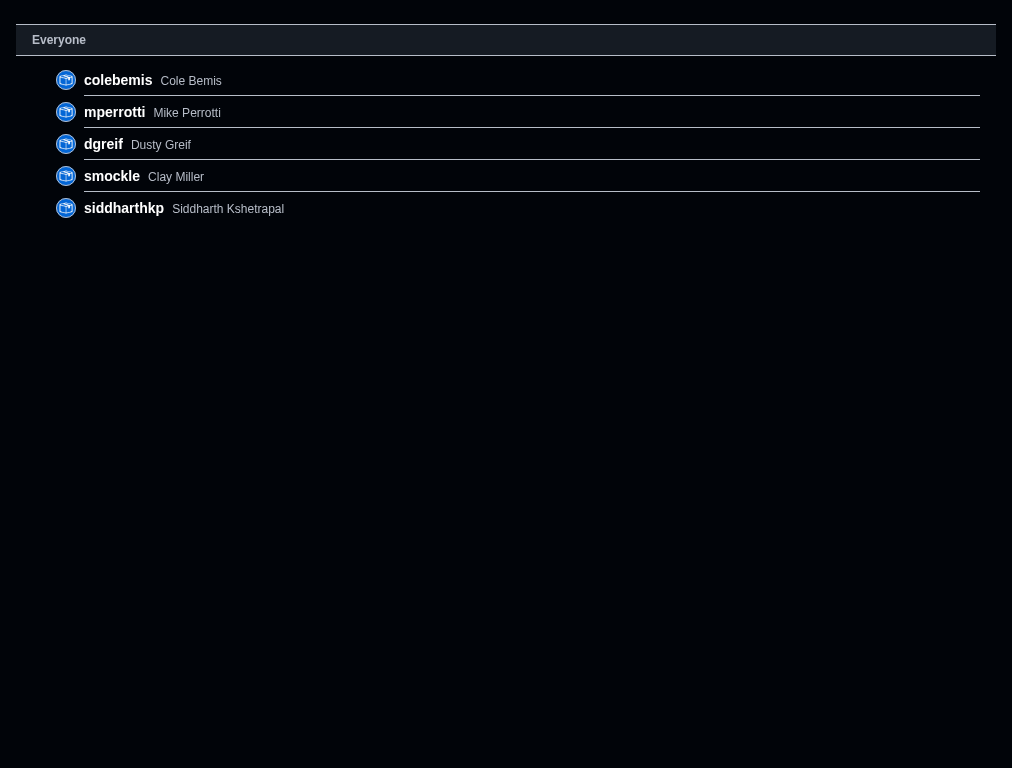 Everyone
colebemis Cole Bemis
mperrotti Mike Perrotti
dgreif Dusty Greif
smockle Clay Miller
siddharthkp Siddharth Kshetrapal